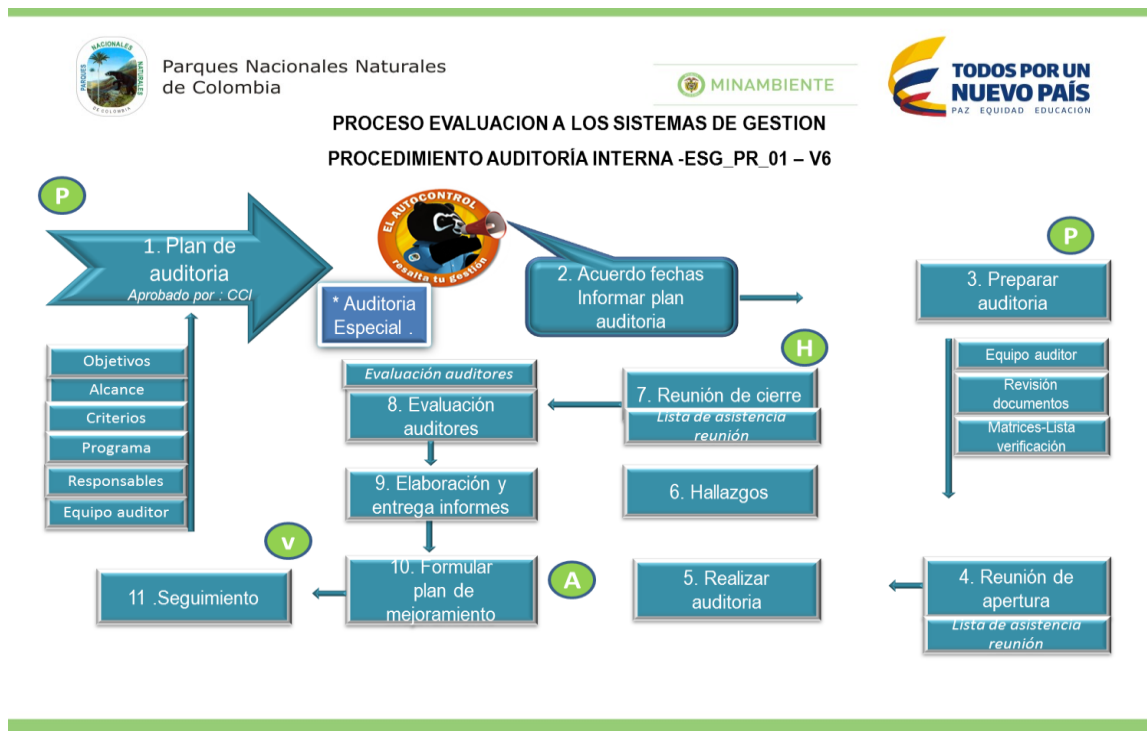 NACIONALES
PARQUES
NATURALES
DE COLOMBIA
Parques Nacionales Naturales
de Colombia
MINAMBIENTE
TODOS POR UN
NUEVO PAÍS
PAZ EQUIDAD EDUCACIÓN
PROCESO EVALUACION A LOS SISTEMAS DE GESTION
PROCEDIMIENTO AUDITORÍA INTERNA -ESG_PR_01 – V6
P
1. Plan de
auditoria
Aprobado por : CCI
EL AUTOCONTROL
resalta tu gestión
* Auditoria
Especial .
2. Acuerdo fechas
Informar plan
auditoria
P
3. Preparar
auditoria
Equipo auditor
Revisión
documentos
Matrices-Lista
verificación
Objetivos
Alcance
Criterios
Programa
Responsables
Equipo auditor
H
7. Reunión de cierre
Lista de asistencia
reunión
Evaluación auditores
8. Evaluación
auditores
9. Elaboración y
entrega informes
6. Hallazgos
v
10. Formular
plan de
mejoramiento
A
11 .Seguimiento
5. Realizar
auditoria
4. Reunión de
apertura
Lista de asistencia
reunión